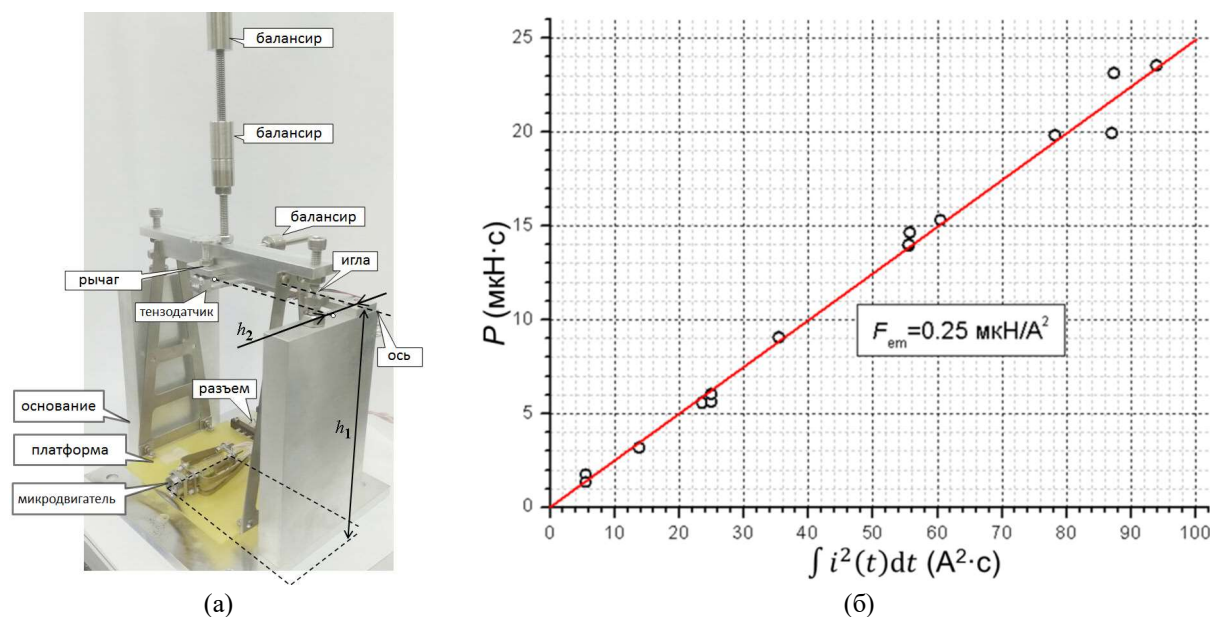 балансир
балансир
балансир
игла
рычаг
тензодатчик
h2
ось
разъем
основание
h1
платформа
микродвигатель
(а)
P (мкН·с)
25
20
15
10
5
0
Fem=0.25 мкН/А²
0 10 20 30 40 50 60 70 80 90 100
∫ i²(t)dt (А²·с)
(б)